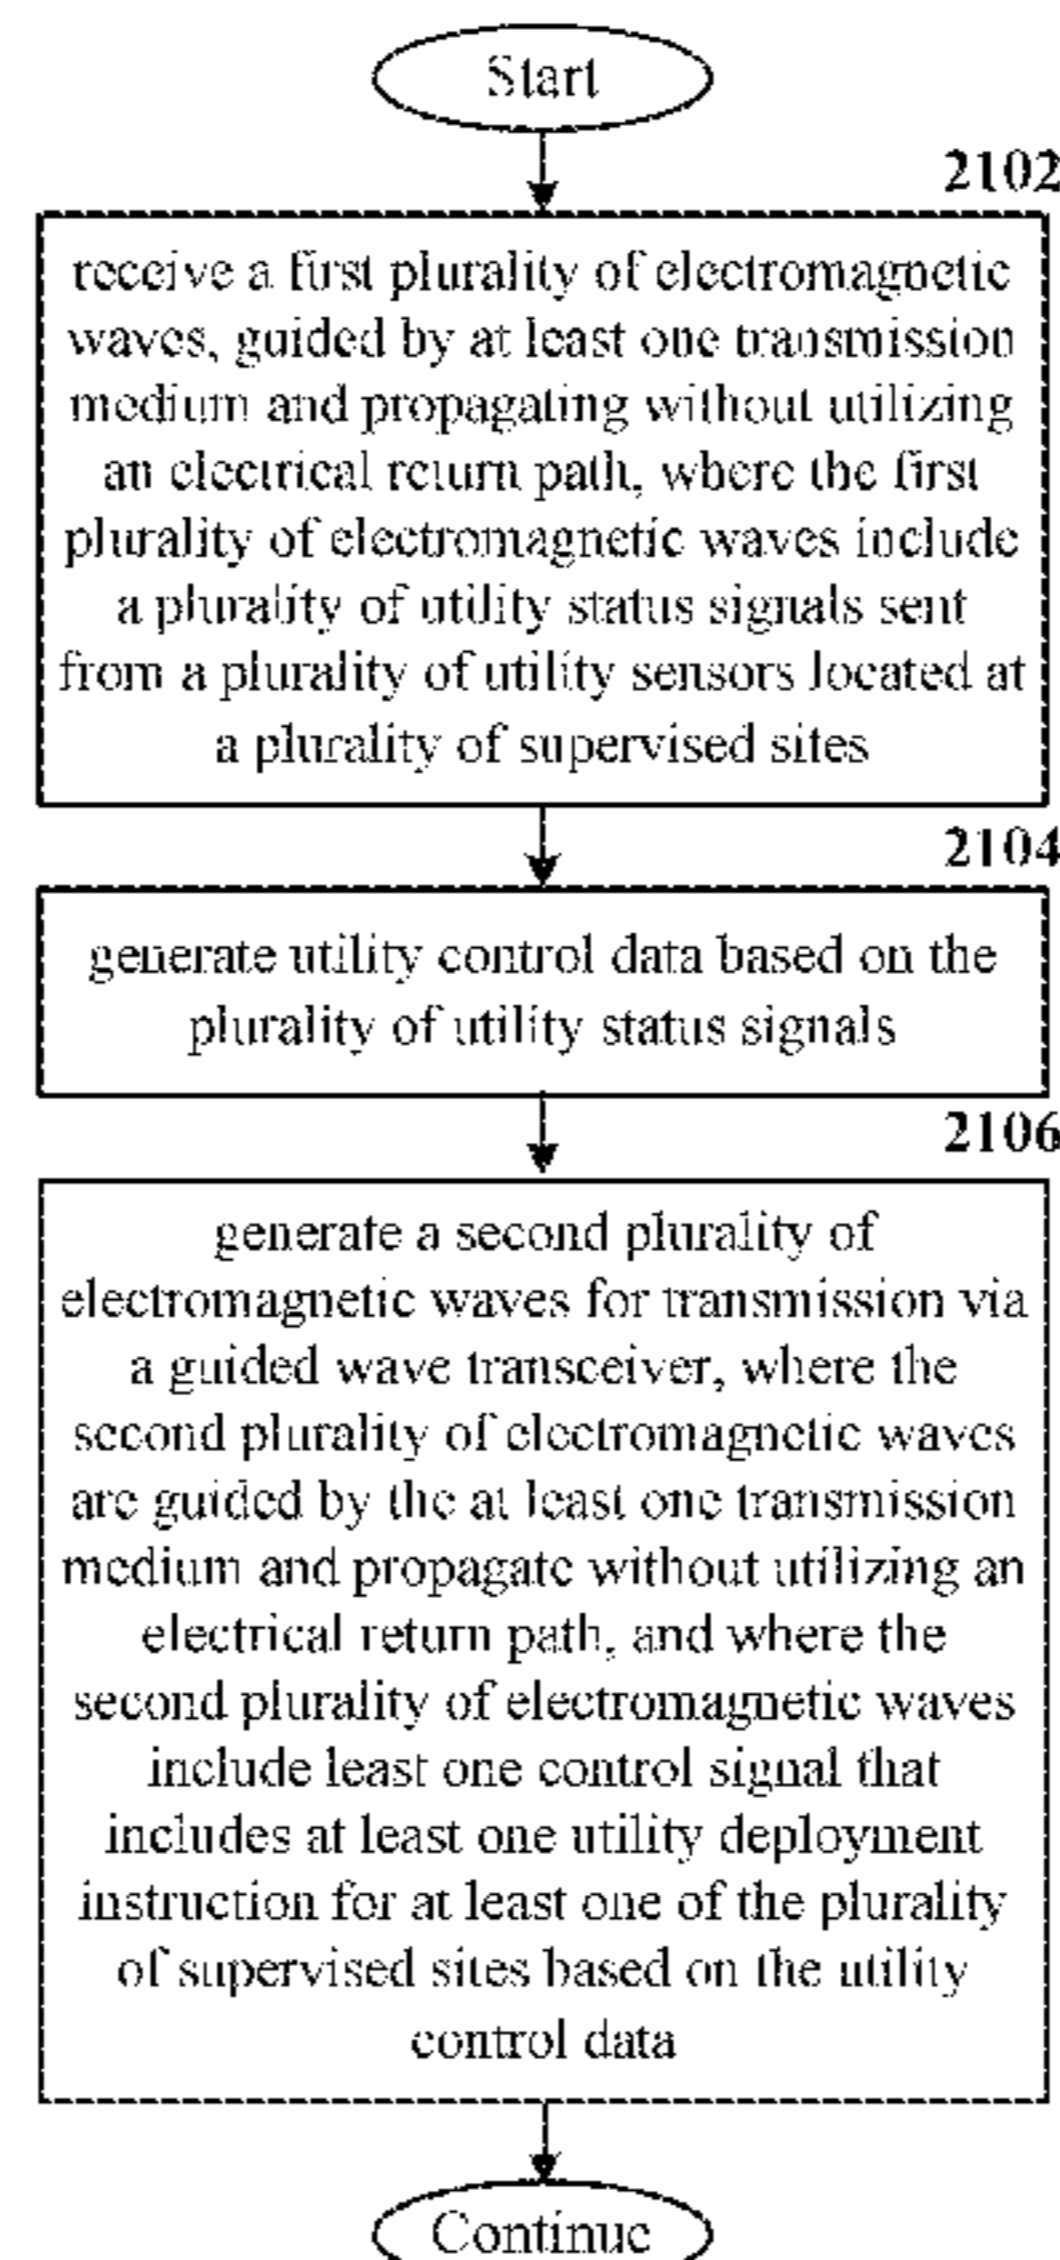 Start
2102
receive a first plurality of electromagnetic
waves, guided by at least one transmission
medium and propagating without utilizing
an electrical return path, where the first
plurality of electromagnetic waves include
a plurality of utility status signals sent
from a plurality of utility sensors located at
a plurality of supervised sites
2104
generate utility control data based on the
plurality of utility status signals
2106
generate a second plurality of
electromagnetic waves for transmission via
a guided wave transceiver, where the
second plurality of electromagnetic waves
are guided by the at least one transmission
medium and propagate without utilizing an
electrical return path, and where the
second plurality of electromagnetic waves
include least one control signal that
includes at least one utility deployment
instruction for at least one of the plurality
of supervised sites based on the utility
control data
Continue